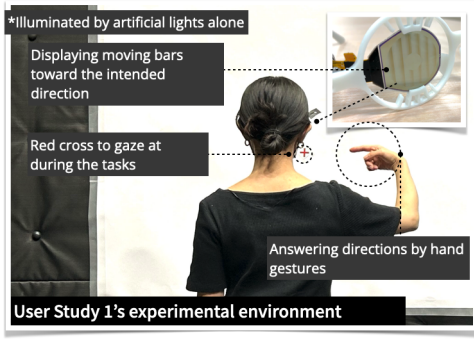 *Illuminated by artificial lights alone
Displaying moving bars
toward the intended
direction
Red cross to gaze at
during the tasks
Answering directions by hand
gestures
User Study 1's experimental environment